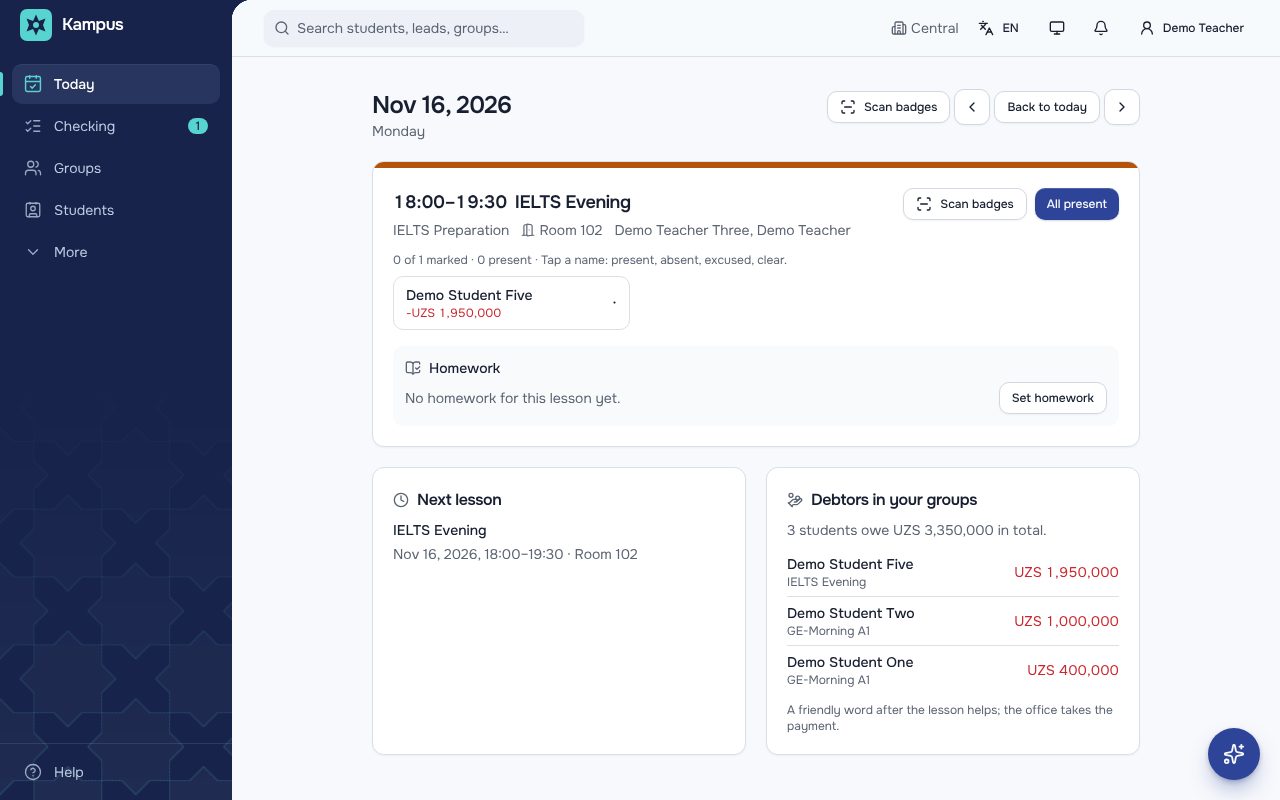 Kampus
Search students, leads, groups...
Central
EN
Demo Teacher
Today
Checking 1
Groups
Students
More
Help
Nov 16, 2026
Monday
Scan badges
Back to today
18:00–19:30 IELTS Evening
Scan badges
All present
IELTS Preparation Room 102 Demo Teacher Three, Demo Teacher
0 of 1 marked · 0 present · Tap a name: present, absent, excused, clear.
Demo Student Five ·
-UZS 1,950,000
Homework
No homework for this lesson yet.
Set homework
Next lesson
IELTS Evening
Nov 16, 2026, 18:00–19:30 · Room 102
Debtors in your groups
3 students owe UZS 3,350,000 in total.
Demo Student Five
IELTS Evening
UZS 1,950,000
Demo Student Two
GE-Morning A1
UZS 1,000,000
Demo Student One
GE-Morning A1
UZS 400,000
A friendly word after the lesson helps; the office takes the
payment.